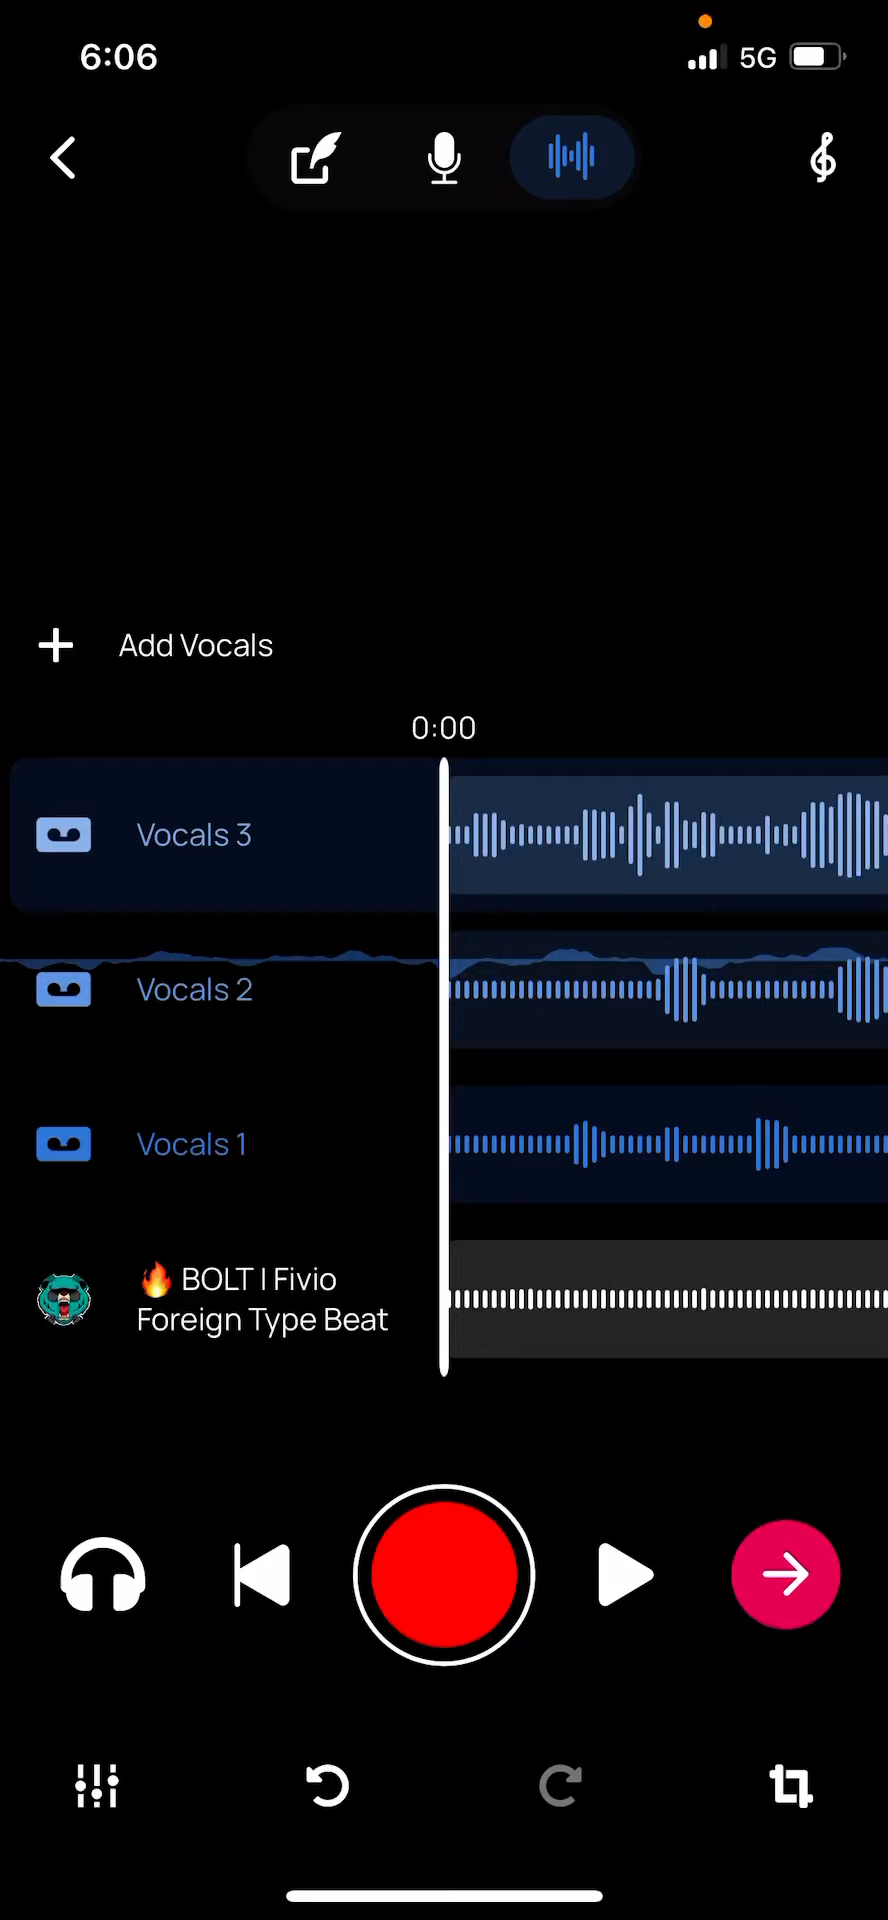 6:06
5G
Add Vocals
0:00
Vocals 3
Vocals 2
Vocals 1
🔥 BOLT | Fivio
Foreign Type Beat